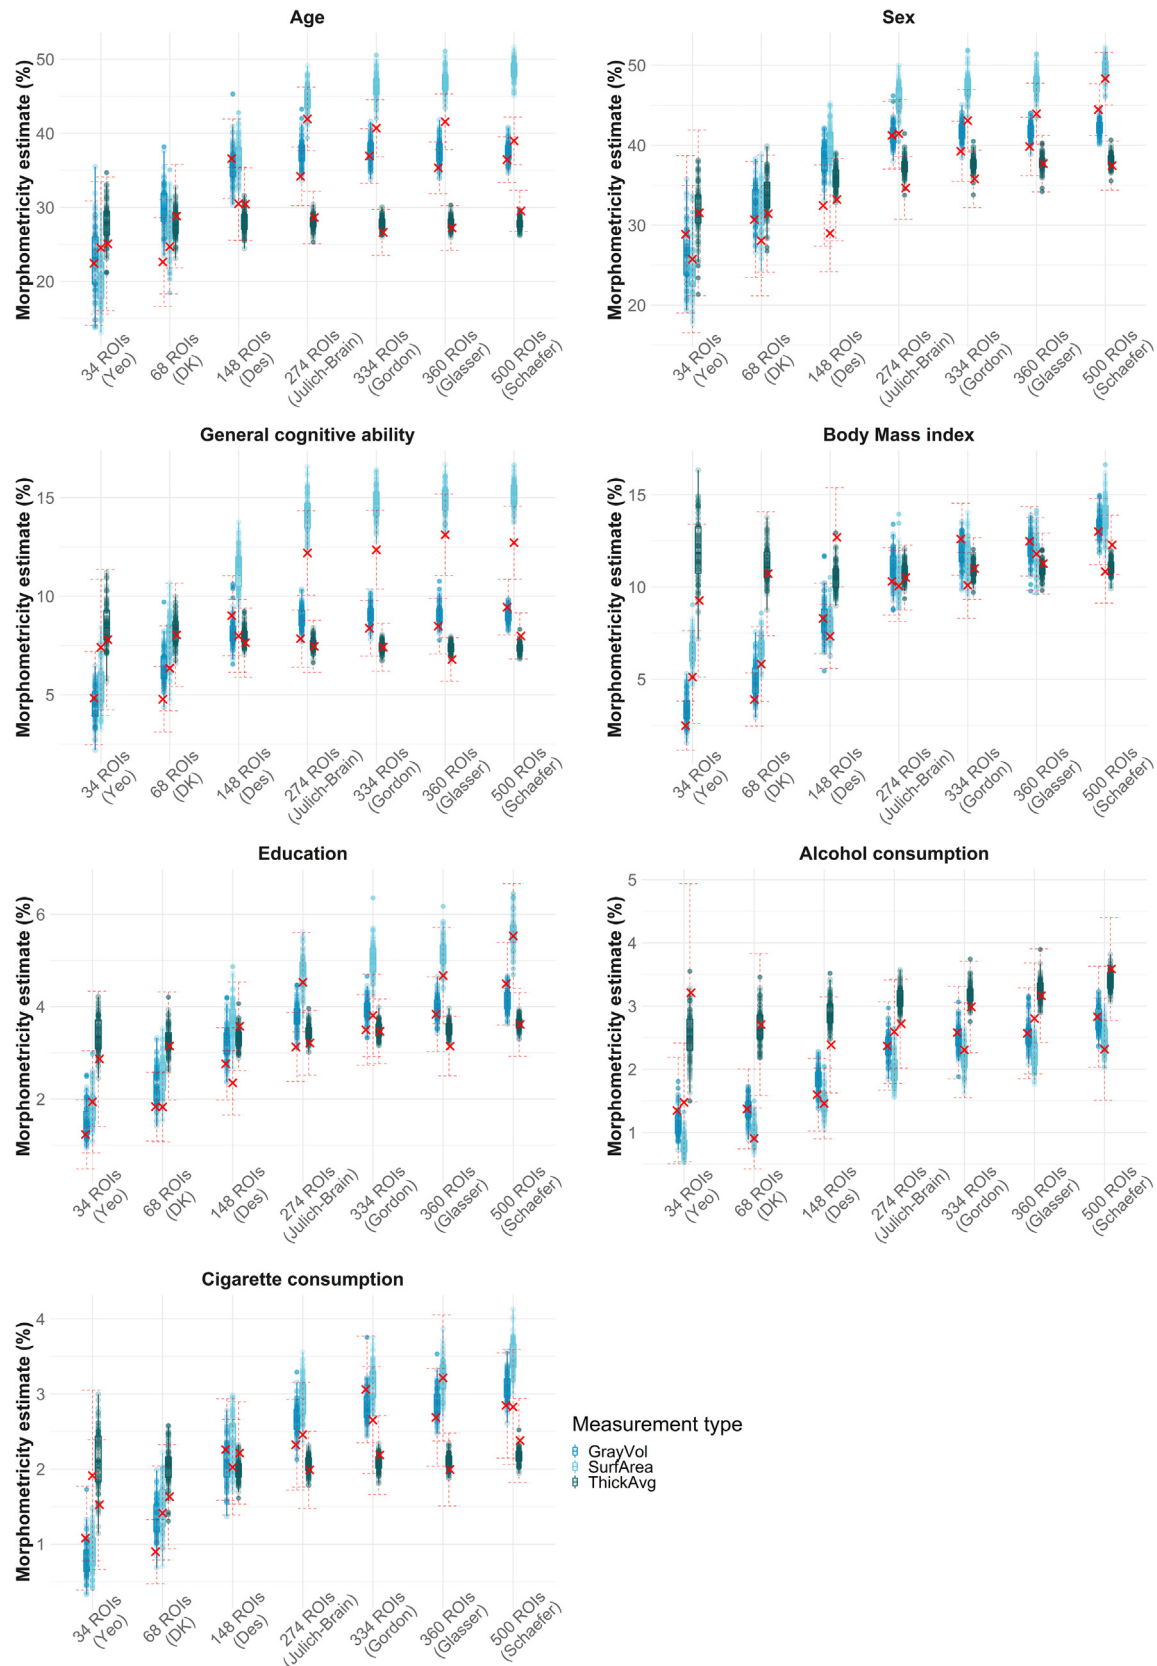 Age
Morphometricity estimate (%)
50
40
30
20
34 ROIs
(Yeo)
68 ROIs
(DK)
148 ROIs
(Des)
274 ROIs
(Julich-Brain)
334 ROIs
(Gordon)
360 ROIs
(Glasser)
500 ROIs
(Schaefer)
Sex
Morphometricity estimate (%)
50
40
30
20
34 ROIs
(Yeo)
68 ROIs
(DK)
148 ROIs
(Des)
274 ROIs
(Julich-Brain)
334 ROIs
(Gordon)
360 ROIs
(Glasser)
500 ROIs
(Schaefer)
General cognitive ability
Morphometricity estimate (%)
15
10
5
34 ROIs
(Yeo)
68 ROIs
(DK)
148 ROIs
(Des)
274 ROIs
(Julich-Brain)
334 ROIs
(Gordon)
360 ROIs
(Glasser)
500 ROIs
(Schaefer)
Body Mass index
Morphometricity estimate (%)
15
10
5
34 ROIs
(Yeo)
68 ROIs
(DK)
148 ROIs
(Des)
274 ROIs
(Julich-Brain)
334 ROIs
(Gordon)
360 ROIs
(Glasser)
500 ROIs
(Schaefer)
Education
Morphometricity estimate (%)
6
4
2
34 ROIs
(Yeo)
68 ROIs
(DK)
148 ROIs
(Des)
274 ROIs
(Julich-Brain)
334 ROIs
(Gordon)
360 ROIs
(Glasser)
500 ROIs
(Schaefer)
Alcohol consumption
Morphometricity estimate (%)
5
4
3
2
1
34 ROIs
(Yeo)
68 ROIs
(DK)
148 ROIs
(Des)
274 ROIs
(Julich-Brain)
334 ROIs
(Gordon)
360 ROIs
(Glasser)
500 ROIs
(Schaefer)
Cigarette consumption
Morphometricity estimate (%)
4
3
2
1
34 ROIs
(Yeo)
68 ROIs
(DK)
148 ROIs
(Des)
274 ROIs
(Julich-Brain)
334 ROIs
(Gordon)
360 ROIs
(Glasser)
500 ROIs
(Schaefer)
Measurement type
GrayVol
SurfArea
ThickAvg